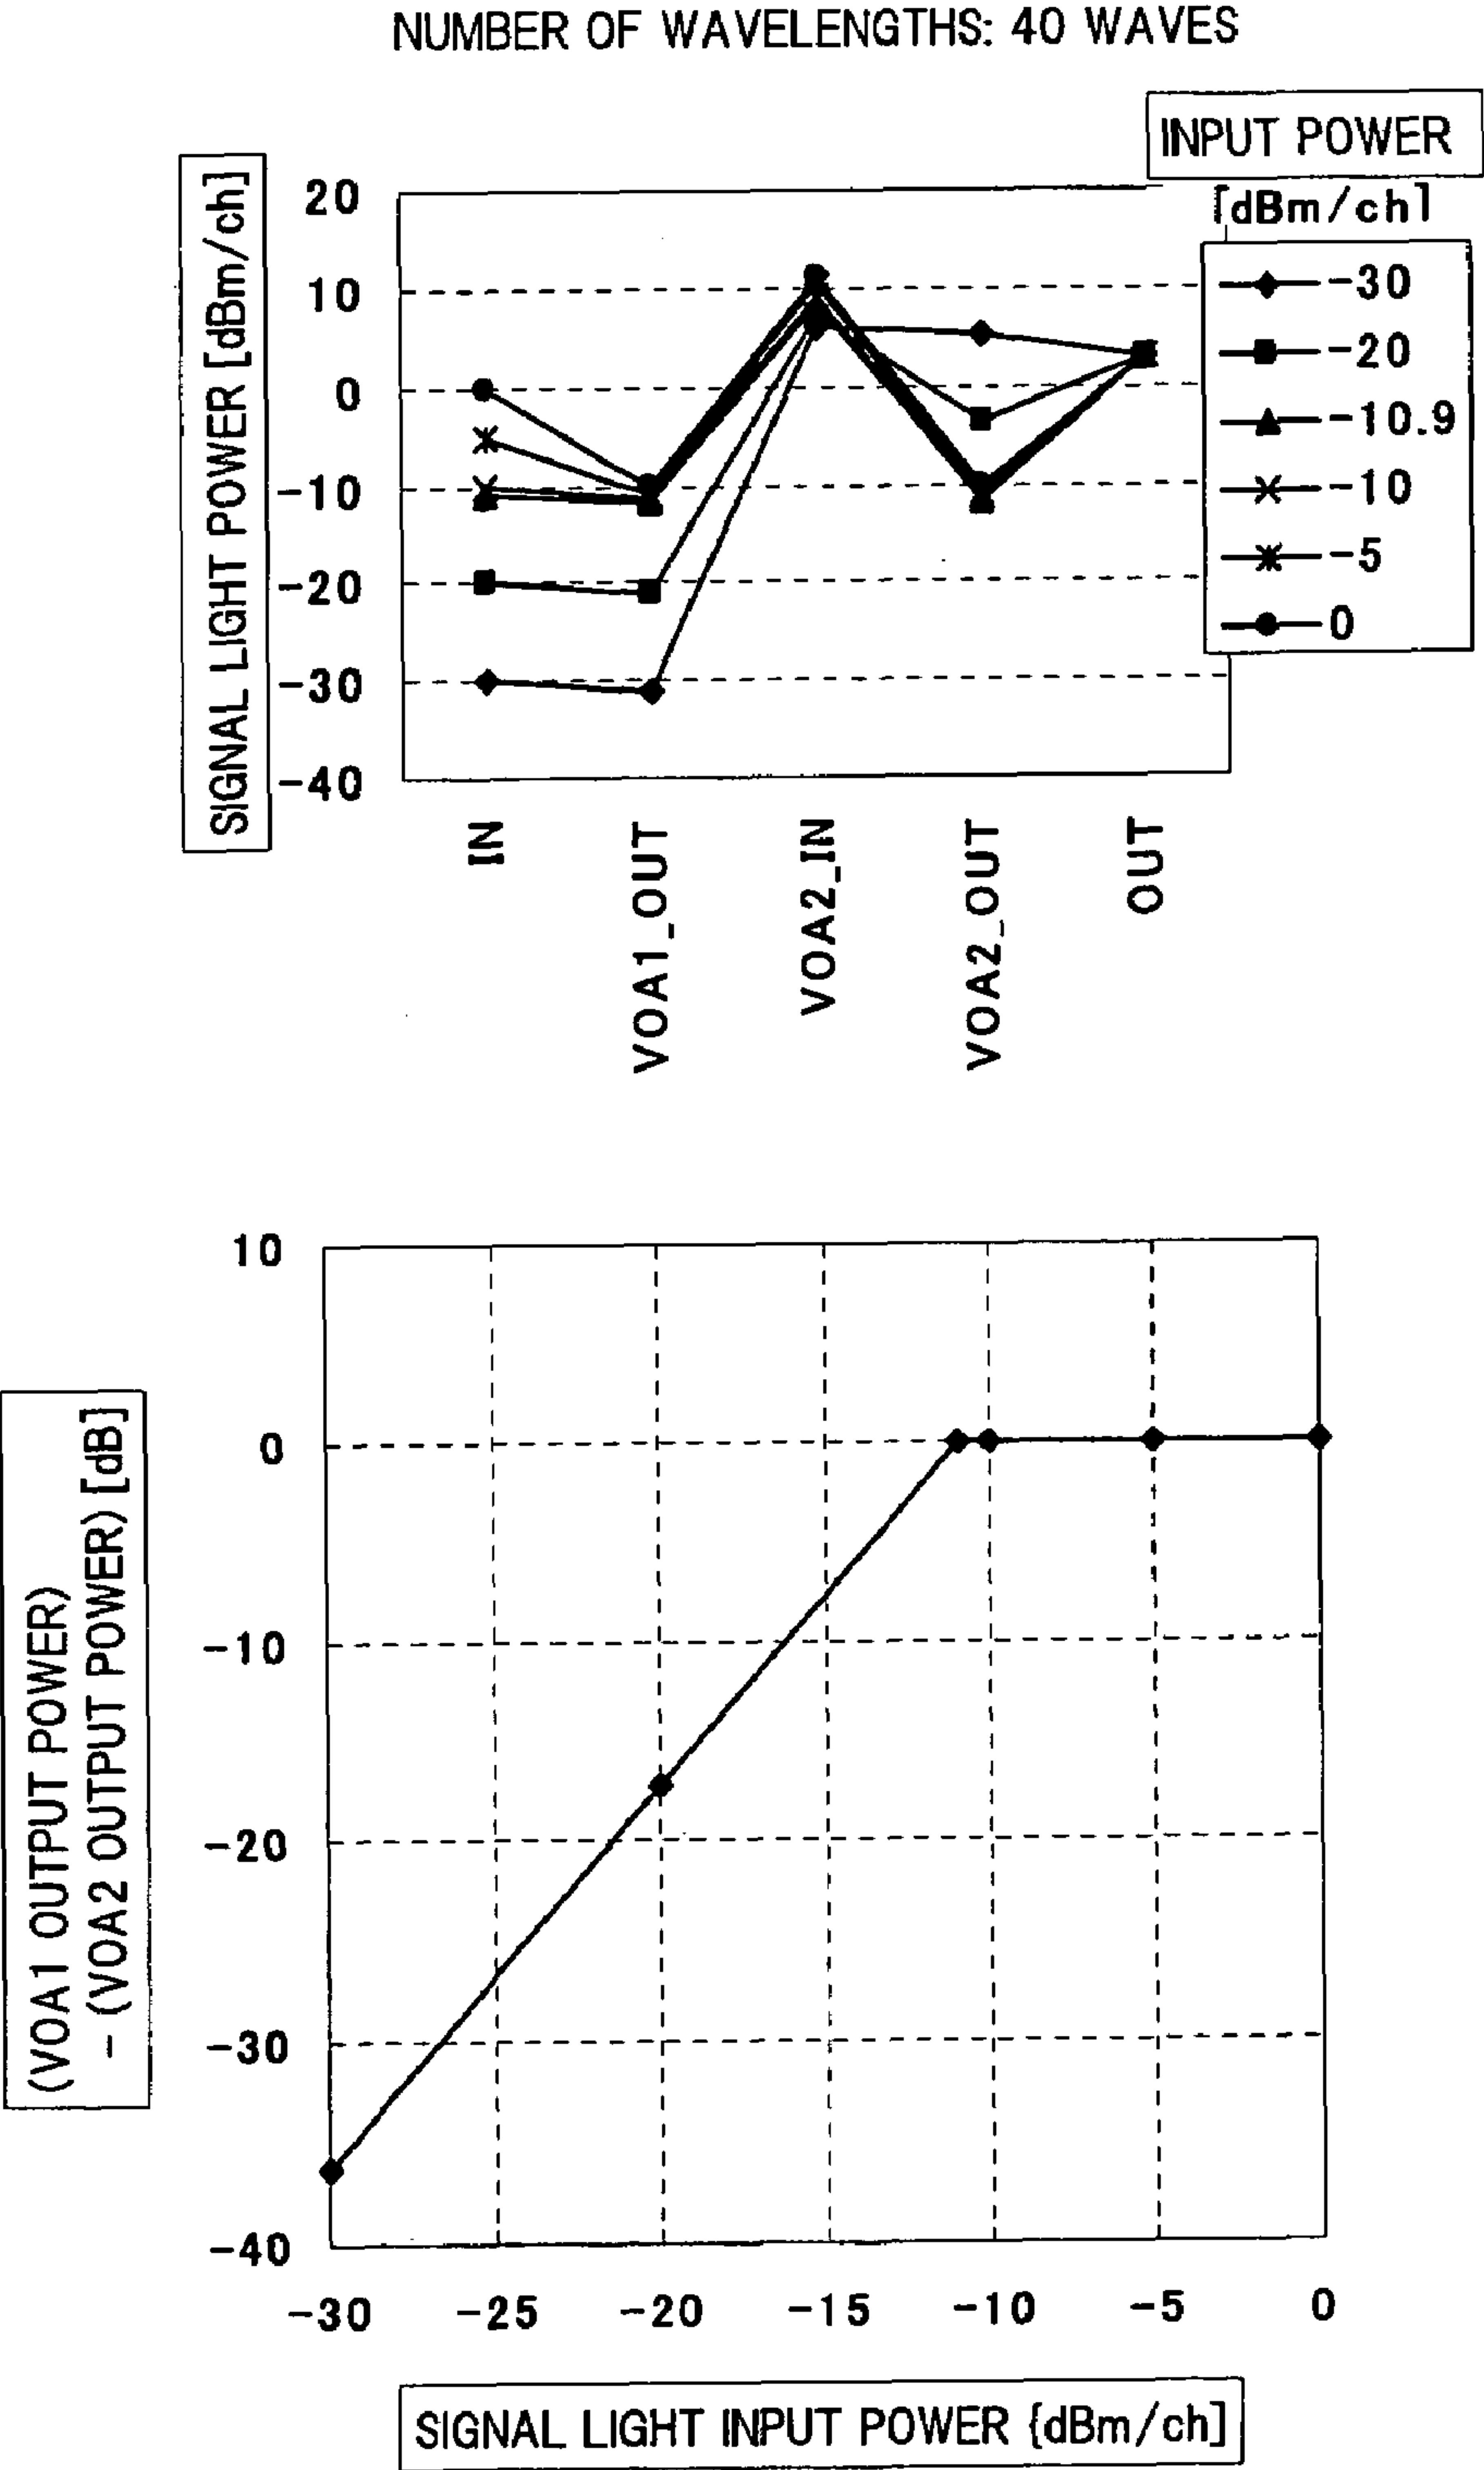 NUMBER OF WAVELENGTHS: 40 WAVES
INPUT POWER
[dBm/ch]
SIGNAL LIGHT POWER [dBm/ch]
20
10
0
-10
-20
-30
-40
-30
-20
-10.9
-10
-5
0
IN
VOA1_OUT
VOA2_IN
VOA2_OUT
OUT
(VOA1 OUTPUT POWER)
- (VOA2 OUTPUT POWER) [dB]
10
0
-10
-20
-30
-40
-30
-25
-20
-15
-10
-5
0
SIGNAL LIGHT INPUT POWER {dBm/ch]